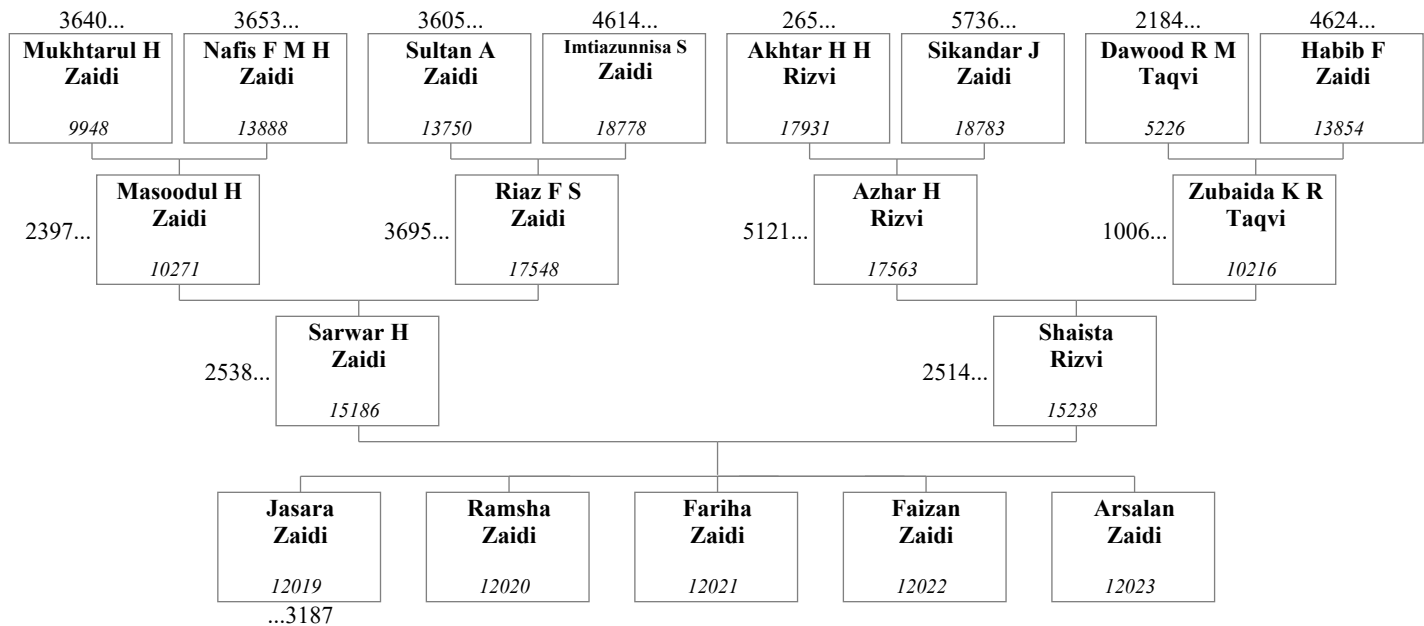 3640... 3653... 3605... 4614... 265... 5736... 2184... 4624...
Mukhtarul H Nafis F M H Sultan A Imtiazunnisa S Akhtar H H Sikandar J Dawood R M Habib F
Zaidi Zaidi Zaidi Zaidi Rizvi Zaidi Taqvi Zaidi
9948 13888 13750 18778 17931 18783 5226 13854
Masoodul H Riaz F S Azhar H Zubaida K R
Zaidi Zaidi Rizvi Taqvi
2397... 3695... 5121... 1006...
10271 17548 17563 10216
Sarwar H Shaista
Zaidi Rizvi
2538... 2514...
15186 15238
Jasara Ramsha Fariha Faizan Arsalan
Zaidi Zaidi Zaidi Zaidi Zaidi
12019 12020 12021 12022 12023
...3187